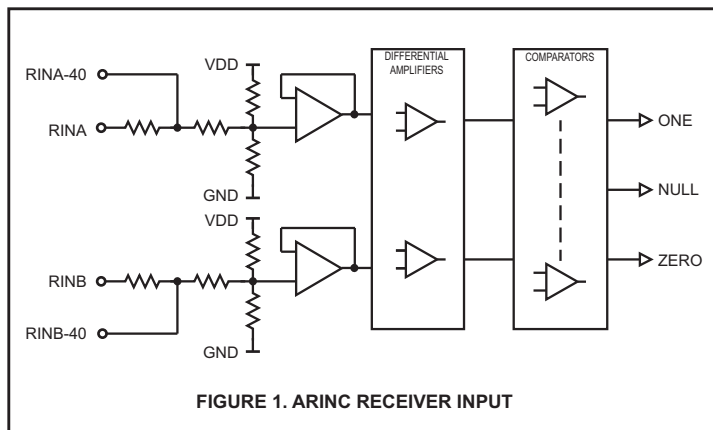 DIFFERENTIAL
AMPLIFIERS
COMPARATORS
RINA-40
VDD
RINA
ONE
GND
NULL
VDD
RINB
ZERO
RINB-40
GND
FIGURE 1. ARINC RECEIVER INPUT